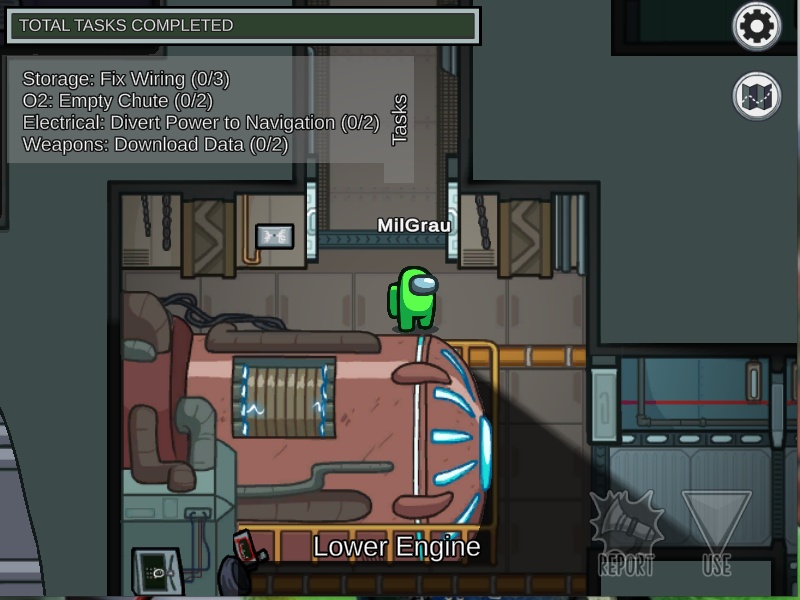 TOTAL TASKS COMPLETED
Storage: Fix Wiring (0/3)
O2: Empty Chute (0/2)
Electrical: Divert Power to Navigation (0/2)
Weapons: Download Data (0/2)
Tasks
MilGrau
Lower Engine
REPORT
USE